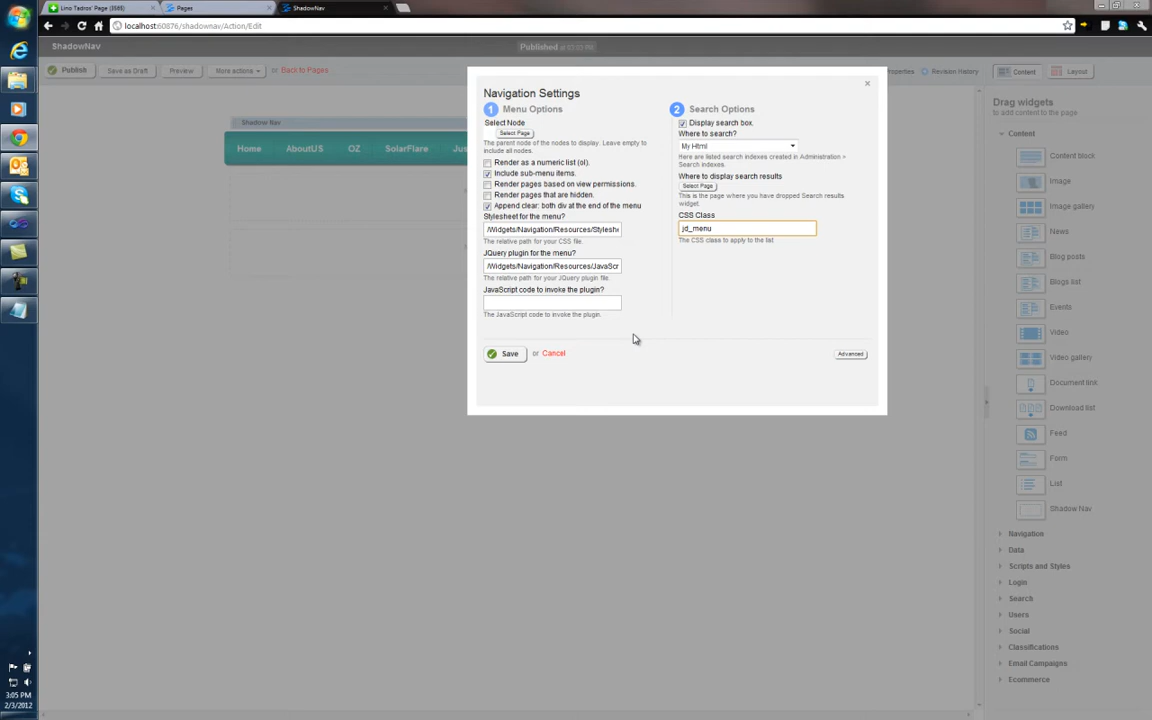 Lino Tadros' Page (3585)
Pages
ShadowNav
localhost:60876/shadownav/Action/Edit
ShadowNav
Published at 03:03 PM
Publish
Save as Draft
Preview
More actions
or Back to Pages
Properties
Revision History
Content
Layout
Shadow Nav
Home
AboutUS
OZ
SolarFlare
Navigation Settings
1 Menu Options
Select Node
Select Page
The parent node of the nodes to display. Leave empty to
include all nodes.
Render as a numeric list (ol).
Include sub-menu items.
Render pages based on view permissions.
Render pages that are hidden.
Append clear: both div at the end of the menu
Stylesheet for the menu?
/Widgets/Navigation/Resources/Styleshe
The relative path for your CSS file.
JQuery plugin for the menu?
/Widgets/Navigation/Resources/JavaScr
The relative path for your JQuery plugin file.
JavaScript code to invoke the plugin?
The JavaScript code to invoke the plugin.
Save
or Cancel
2 Search Options
Display search box.
Where to search?
My Html
Here are listed search indexes created in Administration >
Search indexes.
Where to display search results
Select Page
This is the page where you have dropped Search results
widget.
CSS Class
jd_menu
The CSS class to apply to the list
Advanced
Drag widgets
to add content to the page
Content
Content block
Image
Image gallery
News
Blog posts
Blogs list
Events
Video
Video gallery
Document link
Download list
Feed
Form
List
Shadow Nav
Navigation
Data
Scripts and Styles
Login
Search
Users
Social
Classifications
Email Campaigns
Ecommerce
3:05 PM
2/3/2012